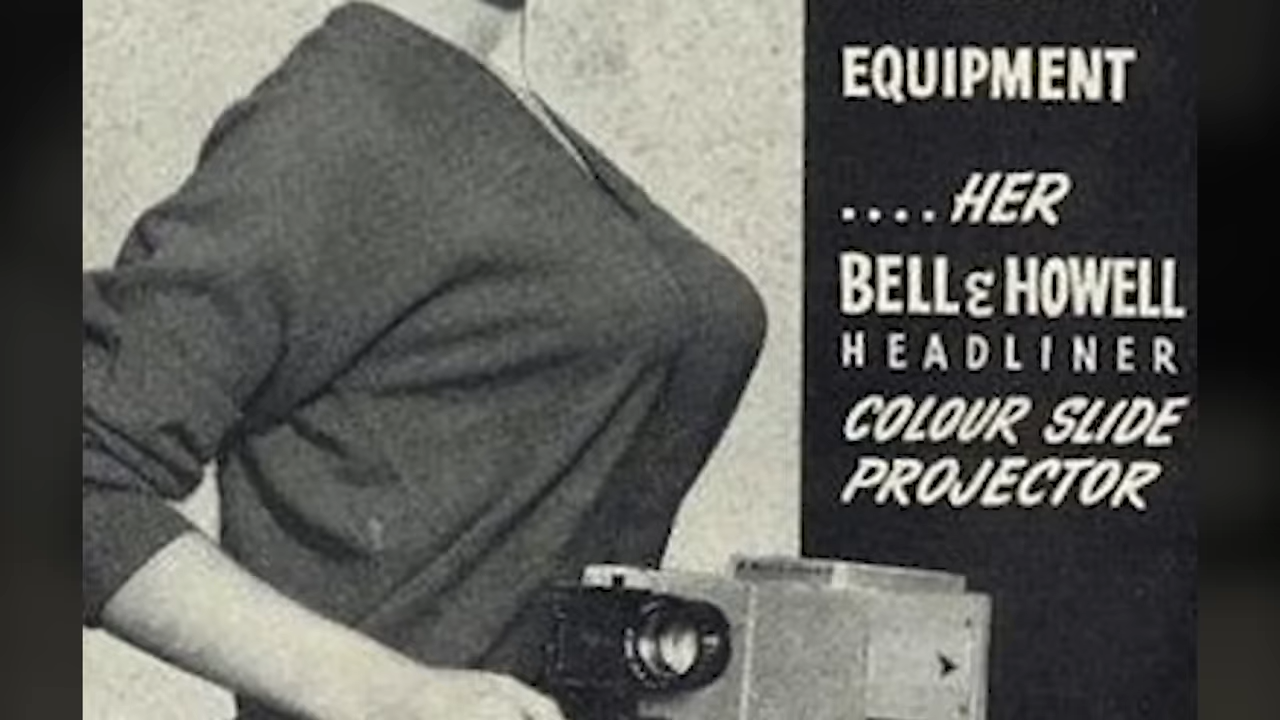 EQUIPMENT
....HER
BELL & HOWELL
HEADLINER
COLOUR SLIDE
PROJECTOR